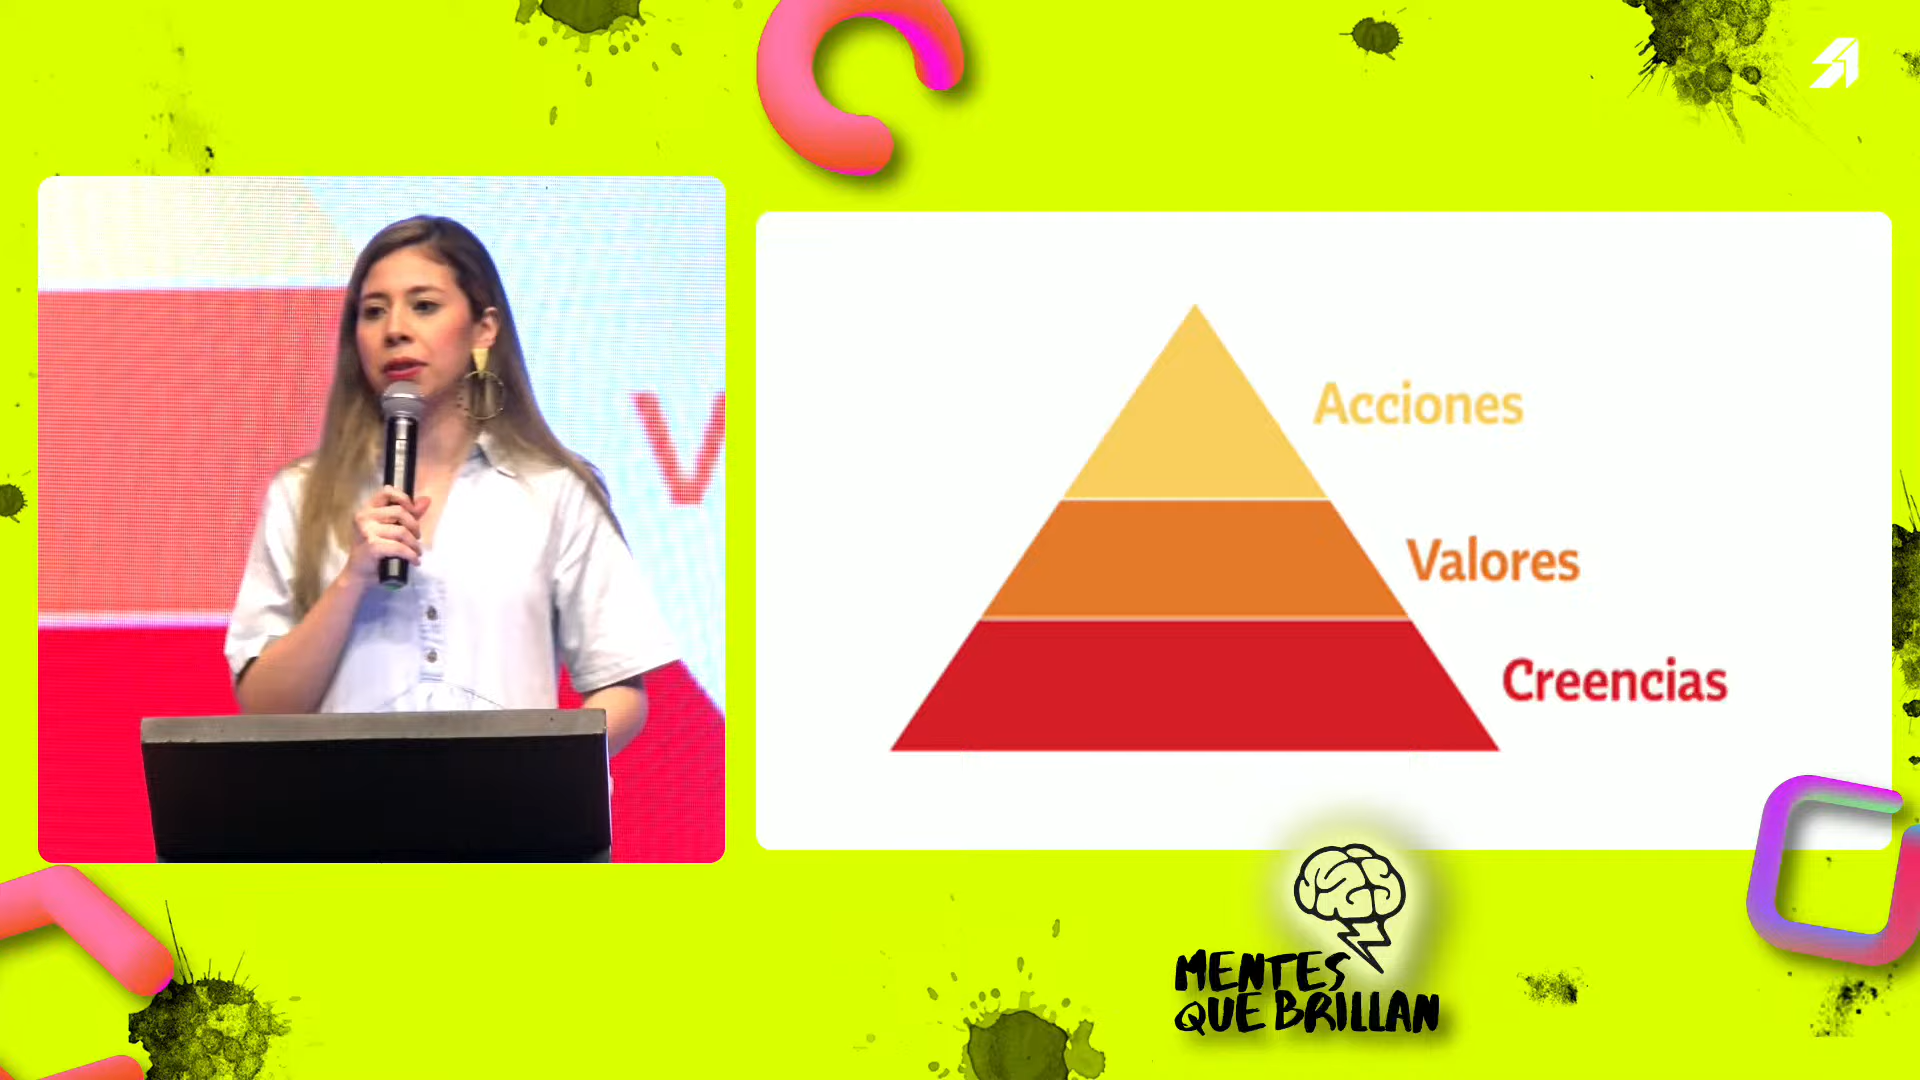 V
Acciones
Valores
Creencias
MENTES
QUE BRILLAN